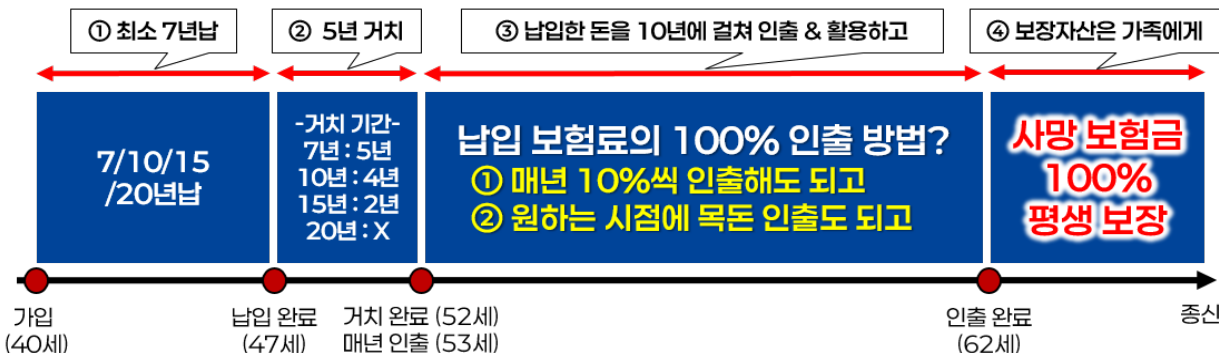 ① 최소 7년납
② 5년 거치
③ 납입한 돈을 10년에 걸쳐 인출 & 활용하고
④ 보장자산은 가족에게
7/10/15
/20년납
-거치 기간-
7년 : 5년
10년 : 4년
15년 : 2년
20년 : X
납입 보험료의 100% 인출 방법?
① 매년 10%씩 인출해도 되고
② 원하는 시점에 목돈 인출도 되고
사망 보험금
100%
평생 보장
가입
(40세)
납입 완료
(47세)
거치 완료 (52세)
매년 인출 (53세)
인출 완료
(62세)
종신